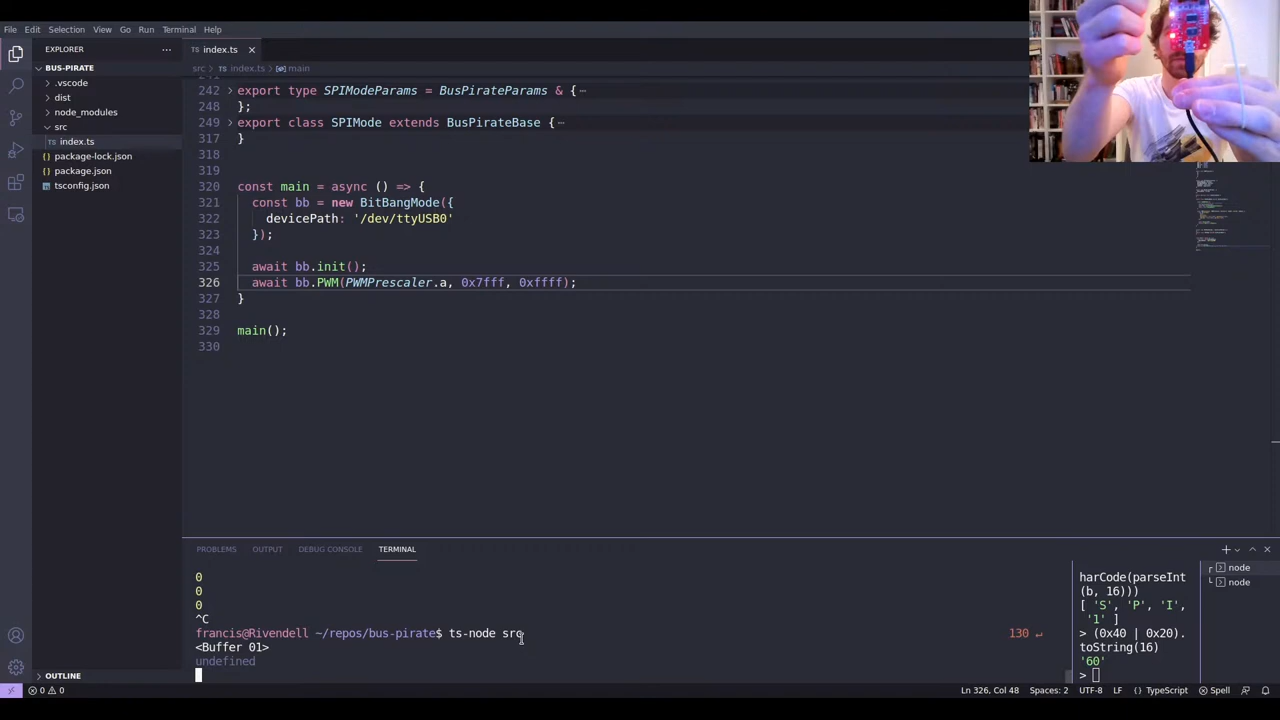 File Edit Selection View Go Run Terminal Help
EXPLORER ···
BUS-PIRATE
.vscode
dist
node_modules
src
TS index.ts
{} package-lock.json
{} package.json
tsconfig.json
OUTLINE
TS index.ts ×
src > TS index.ts > main
242 export type SPIModeParams = BusPirateParams & {···
248 };
249 export class SPIMode extends BusPirateBase {···
317 }
318
319
320 const main = async () => {
321 const bb = new BitBangMode({
322 devicePath: '/dev/ttyUSB0'
323 });
324
325 await bb.init();
326 await bb.PWM(PWMPrescaler.a, 0x7fff, 0xffff);
327 }
328
329 main();
330
PROBLEMS OUTPUT DEBUG CONSOLE TERMINAL
0
0
0
^C
francis@Rivendell ~/repos/bus-pirate$ ts-node src 130 ↵
<Buffer 01>
undefined
harCode(parseInt
(b, 16)))
[ 'S', 'P', 'I',
'1' ]
> (0x40 | 0x20).
toString(16)
'60'
>
node
node
0 0 Ln 326, Col 48 Spaces: 2 UTF-8 LF TypeScript Spell